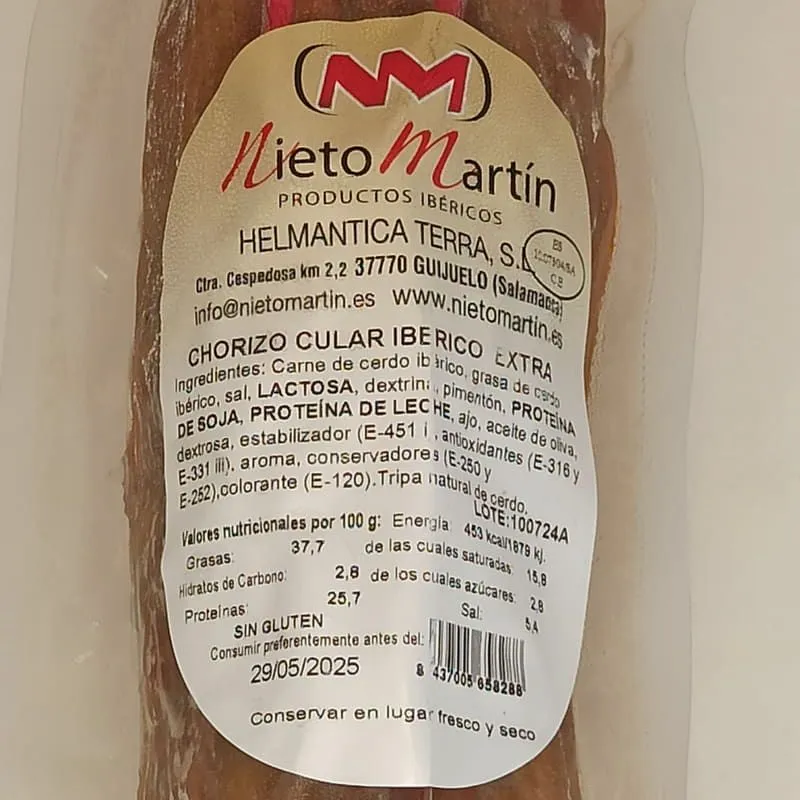 NM
Nieto Martín
PRODUCTOS IBÉRICOS
HELMANTICA TERRA, S.L
ES
C E
Ctra. Cespedosa km 2,2 37770 GUIJUELO (Salamanca)
info@nietomartin.es www.nietomartin.es
CHORIZO CULAR IBERICO EXTRA
Ingredientes: Carne de cerdo ibérico, grasa de cerdo
ibérico, sal, LACTOSA, dextrina, pimentón, PROTEÍNA
DE SOJA, PROTEÍNA DE LECHE, ajo, aceite de oliva,
dextrosa, estabilizador (E-451 i, antioxidantes (E-316 y
E-331 iii), aroma, conservadores (E-250 y
E-252),colorante (E-120).Tripa natural de cerdo.
LOTE:100724A
Valores nutricionales por 100 g: Energía 453 kcal/1879 kj.
Grasas: 37,7 de las cuales saturadas: 15,8
Hidratos de Carbono: 2,8 de los cuales azúcares: 2,8
Proteínas: 25,7 Sal: 5,4
SIN GLUTEN
Consumir preferentemente antes del:
29/05/2025
8 437005 658288
Conservar en lugar fresco y seco